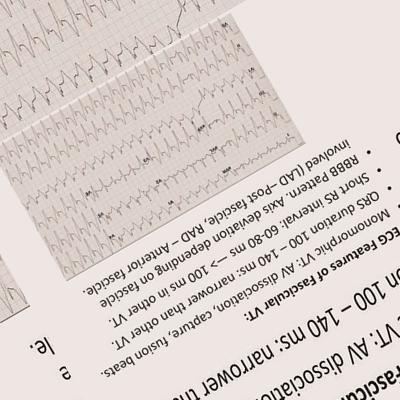 ECG Features of Fascicular VT:
Monomorphic VT: AV dissociation, capture, fusion beats.
QRS duration 100 – 140 ms: narrower than other VT.
Short RS interval: 60-80 ms —> 100 ms in other VT.
RBBB Pattern Axis deviation depending on fascicle
involved (LAD –Post-fascicle, RAD – Anterior fascicle.
VT: AV dissociatio
on 100 – 140 ms: narrower th
le.
e